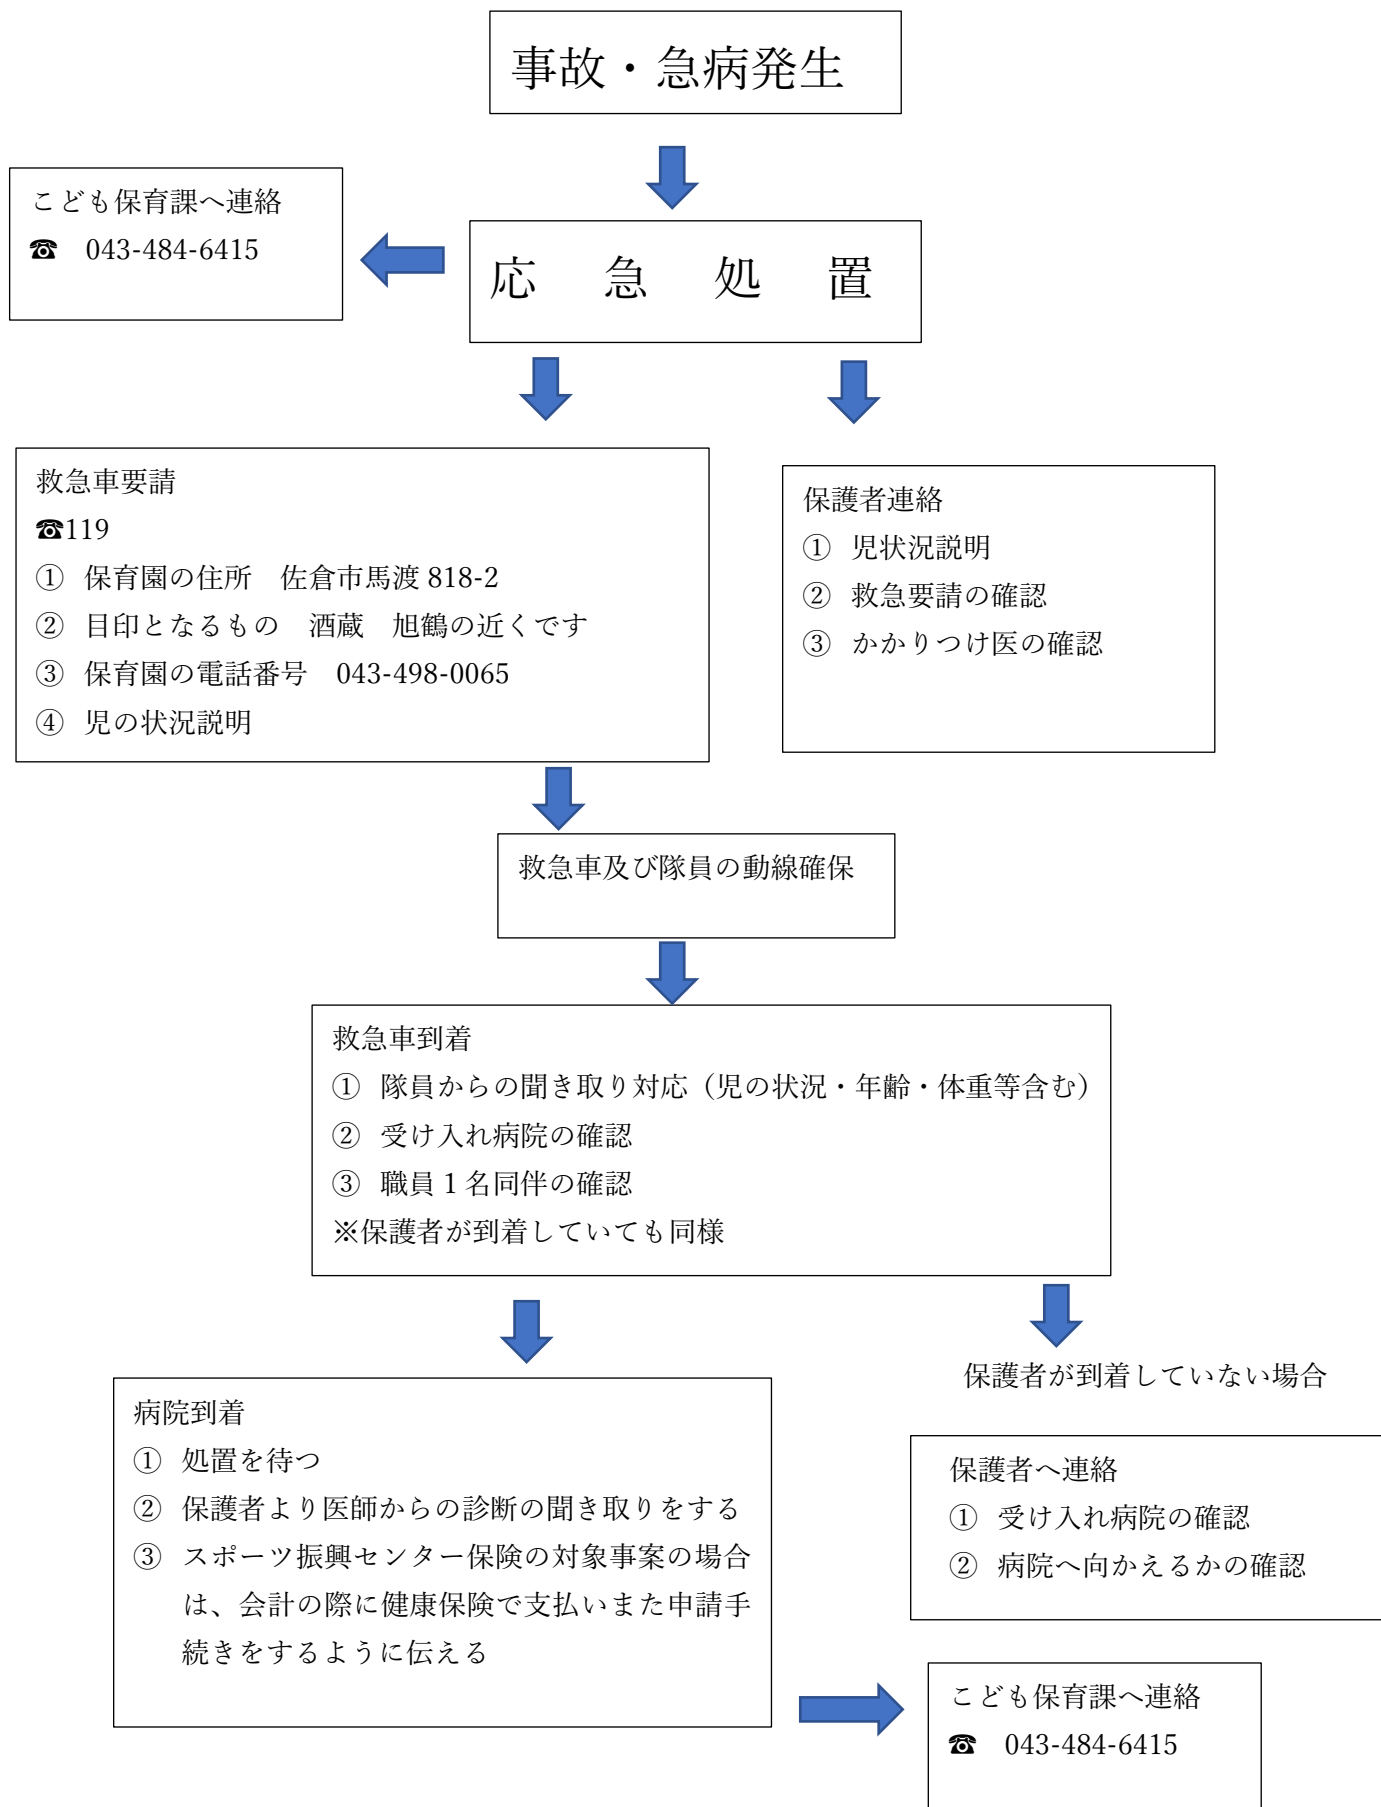 事故・急病発生
こども保育課へ連絡
☎ 043-484-6415
応 急 処 置
救急車要請
☎119
① 保育園の住所 佐倉市馬渡 818-2
② 目印となるもの 酒蔵 旭鶴の近くです
③ 保育園の電話番号 043-498-0065
④ 児の状況説明
保護者連絡
① 児状況説明
② 救急要請の確認
③ かかりつけ医の確認
救急車及び隊員の動線確保
救急車到着
① 隊員からの聞き取り対応（児の状況・年齢・体重等含む）
② 受け入れ病院の確認
③ 職員 1 名同伴の確認
※保護者が到着していても同様
病院到着
① 処置を待つ
② 保護者より医師からの診断の聞き取りをする
③ スポーツ振興センター保険の対象事案の場合
は、会計の際に健康保険で支払いまた申請手
続きをするように伝える
保護者が到着していない場合
保護者へ連絡
① 受け入れ病院の確認
② 病院へ向かえるかの確認
こども保育課へ連絡
☎ 043-484-6415